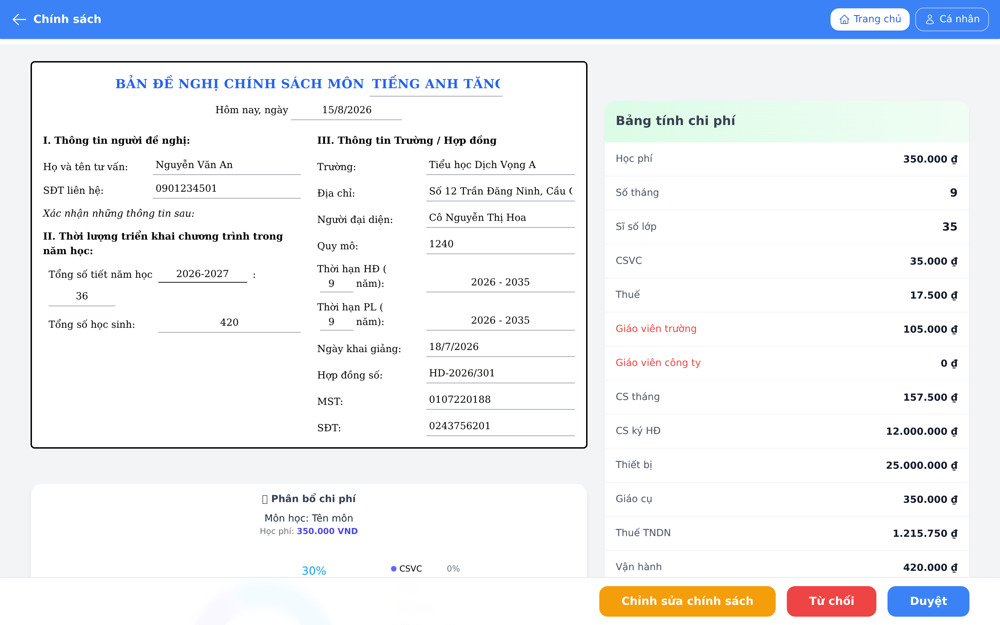 Chính sách
Trang chủ
Cá nhân
BẢN ĐỀ NGHỊ CHÍNH SÁCH MÔN TIẾNG ANH TĂN
Hôm nay, ngày 15/8/2026
I. Thông tin người đề nghị:
Họ và tên tư vấn: Nguyễn Văn An
SĐT liên hệ: 0901234501
Xác nhận những thông tin sau:
II. Thời lượng triển khai chương trình trong
năm học:
Tổng số tiết năm học 2026-2027 :
36
Tổng số học sinh: 420
III. Thông tin Trường / Hợp đồng
Trường: Tiểu học Dịch Vọng A
Địa chỉ: Số 12 Trần Đăng Ninh, Cầu
Người đại diện: Cô Nguyễn Thị Hoa
Quy mô: 1240
Thời hạn HĐ (
9 năm): 2026 - 2035
Thời hạn PL (
9 năm): 2026 - 2035
Ngày khai giảng: 18/7/2026
Hợp đồng số: HD-2026/301
MST: 0107220188
SĐT: 0243756201
Phân bổ chi phí
Môn học: Tên môn
Học phí: 350.000 VND
30%
CSVC 0%
Bảng tính chi phí
Học phí 350.000 ₫
Số tháng 9
Sĩ số lớp 35
CSVC 35.000 ₫
Thuế 17.500 ₫
Giáo viên trường 105.000 ₫
Giáo viên công ty 0 ₫
CS tháng 157.500 ₫
CS ký HĐ 12.000.000 ₫
Thiết bị 25.000.000 ₫
Giáo cụ 350.000 ₫
Thuế TNDN 1.215.750 ₫
Vận hành 420.000 ₫
Chỉnh sửa chính sách
Từ chối
Duyệt